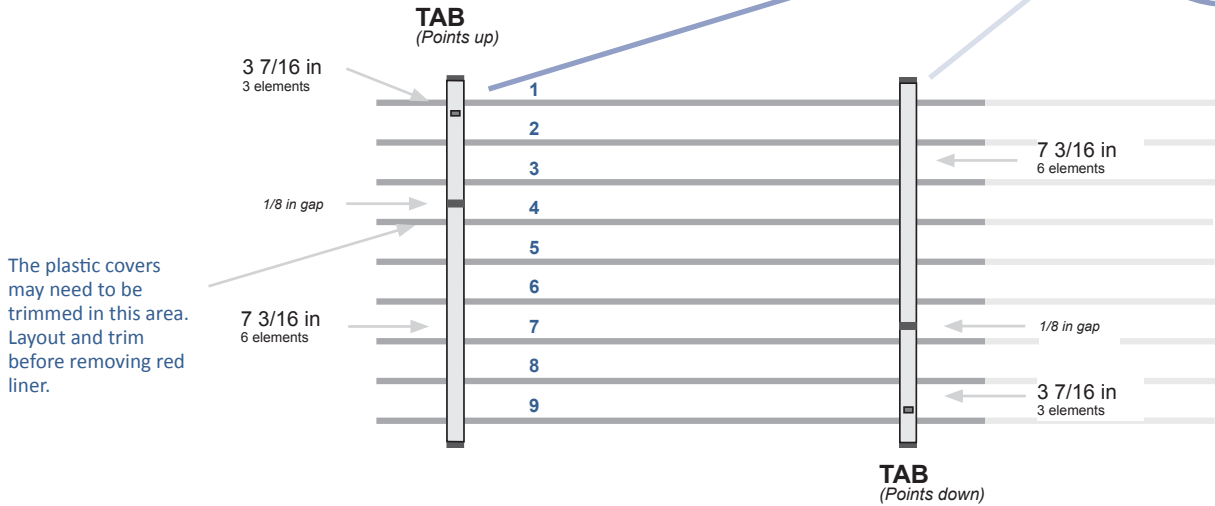 TAB
(Points up)
3 7/16 in
3 elements
1
2
3
7 3/16 in
6 elements
1/8 in gap
4
5
The plastic covers
may need to be
trimmed in this area.
Layout and trim
before removing red
liner.
6
7 3/16 in
6 elements
7
1/8 in gap
8
3 7/16 in
3 elements
9
TAB
(Points down)